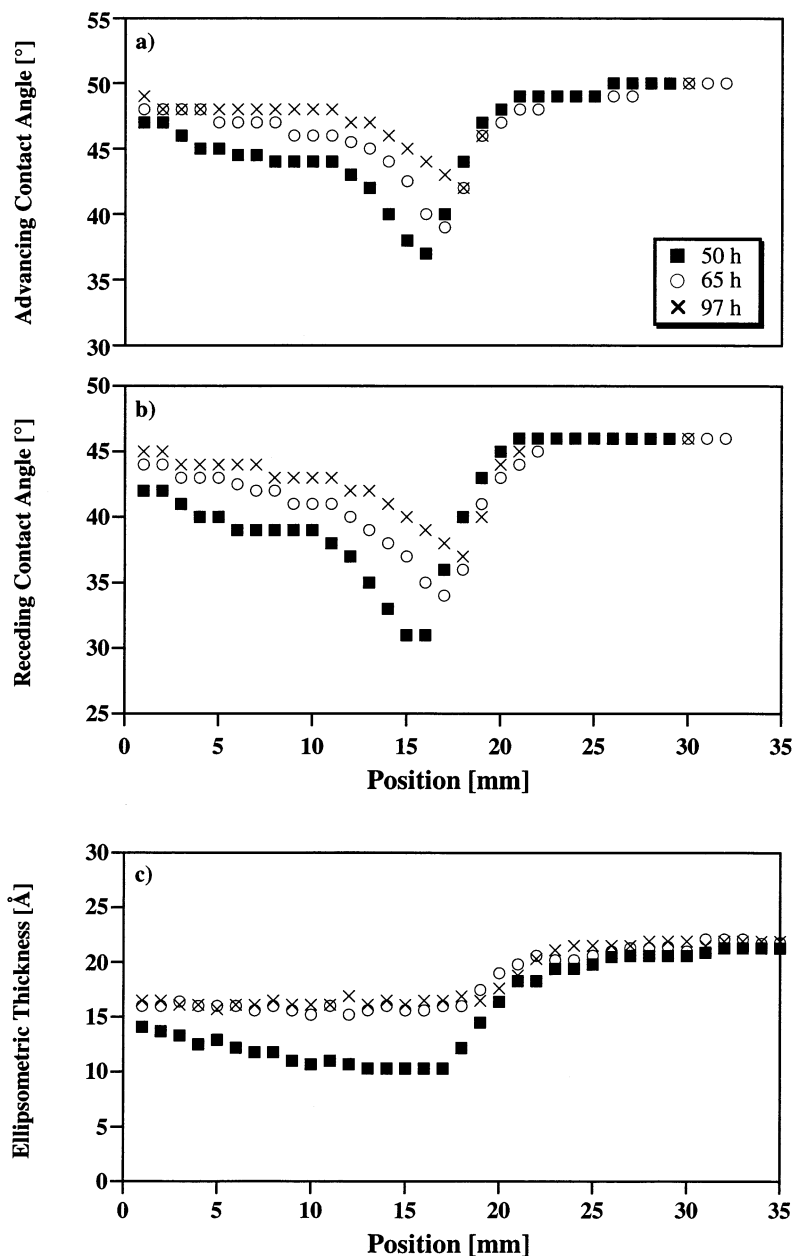 a)
Advancing Contact Angle [°]
55
50
45
40
35
30
50 h
65 h
97 h
b)
Receding Contact Angle [°]
50
45
40
35
30
25
0 5 10 15 20 25 30 35
Position [mm]
c)
Ellipsometric Thickness [Å]
30
25
20
15
10
5
0
0 5 10 15 20 25 30 35
Position [mm]